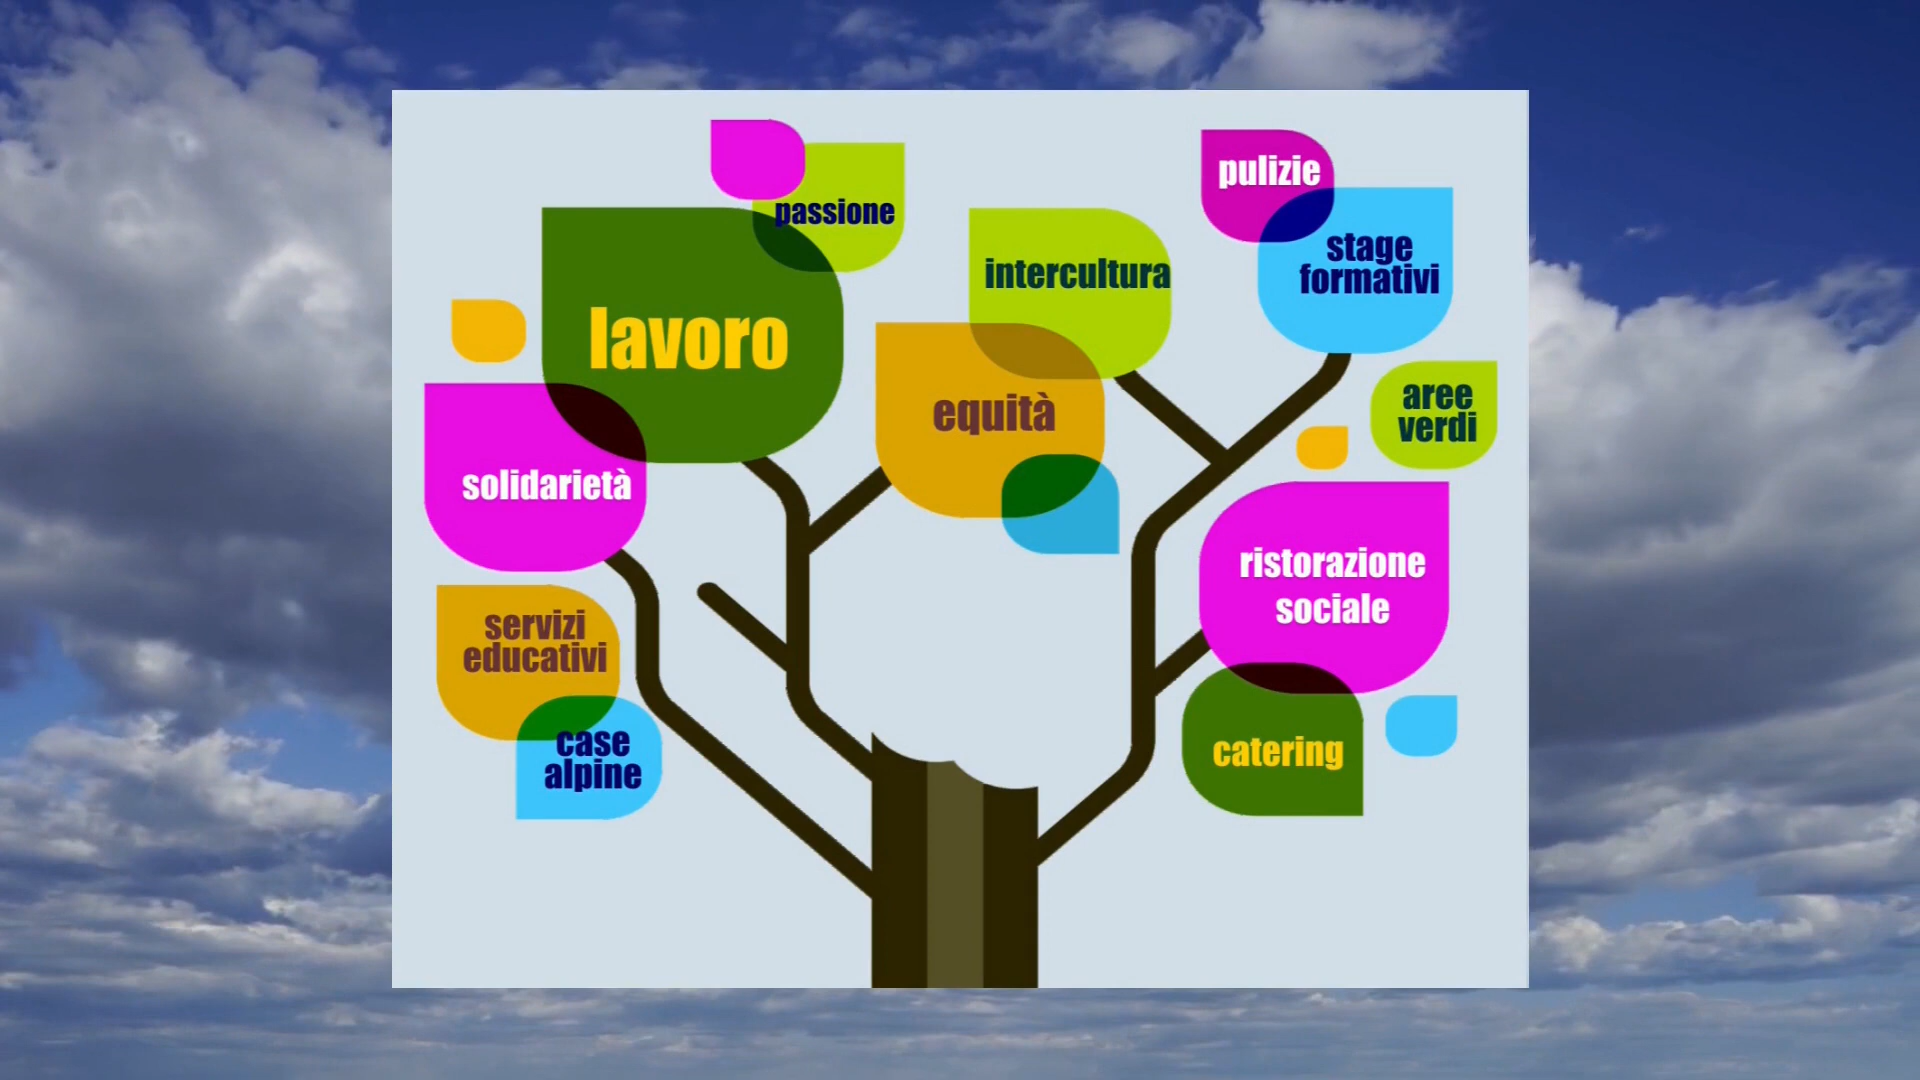 passione
lavoro
solidarietà
servizi
educativi
case
alpine
intercultura
equità
pulizie
stage
formativi
aree
verdi
ristorazione
sociale
catering